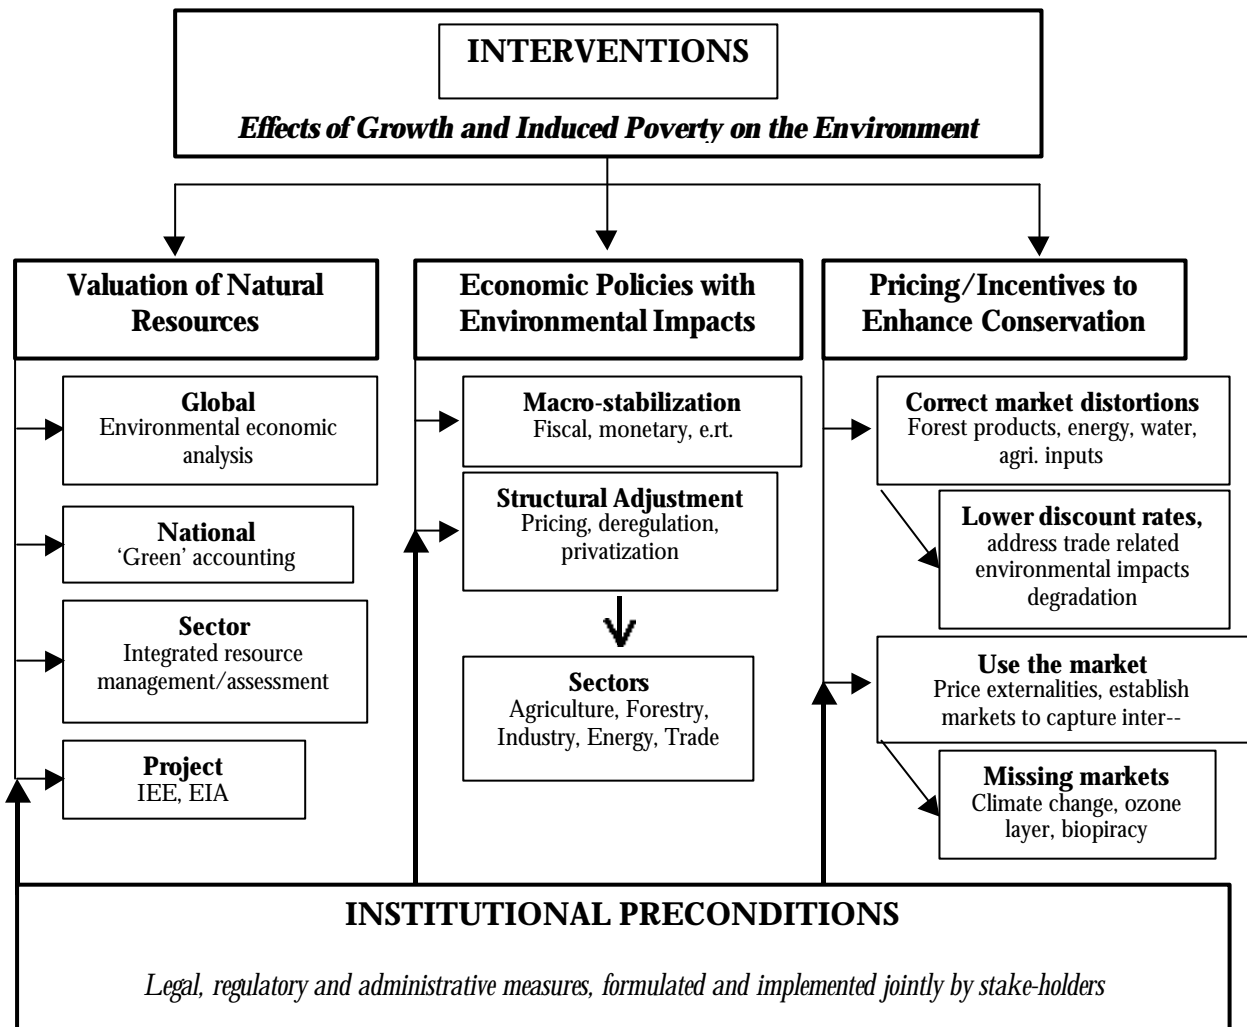 INTERVENTIONS
Effects of Growth and Induced Poverty on the Environment
Valuation of Natural
Resources
Global
Environmental economic
analysis
National
‘Green’ accounting
Sector
Integrated resource
management/assessment
Project
IEE, EIA
Economic Policies with
Environmental Impacts
Macro-stabilization
Fiscal, monetary, e.rt.
Structural Adjustment
Pricing, deregulation,
privatization
Sectors
Agriculture, Forestry,
Industry, Energy, Trade
Pricing/Incentives to
Enhance Conservation
Correct market distortions
Forest products, energy, water,
agri. inputs
Lower discount rates,
address trade related
environmental impacts
degradation
Use the market
Price externalities, establish
markets to capture inter--
Missing markets
Climate change, ozone
layer, biopiracy
INSTITUTIONAL PRECONDITIONS
Legal, regulatory and administrative measures, formulated and implemented jointly by stake-holders